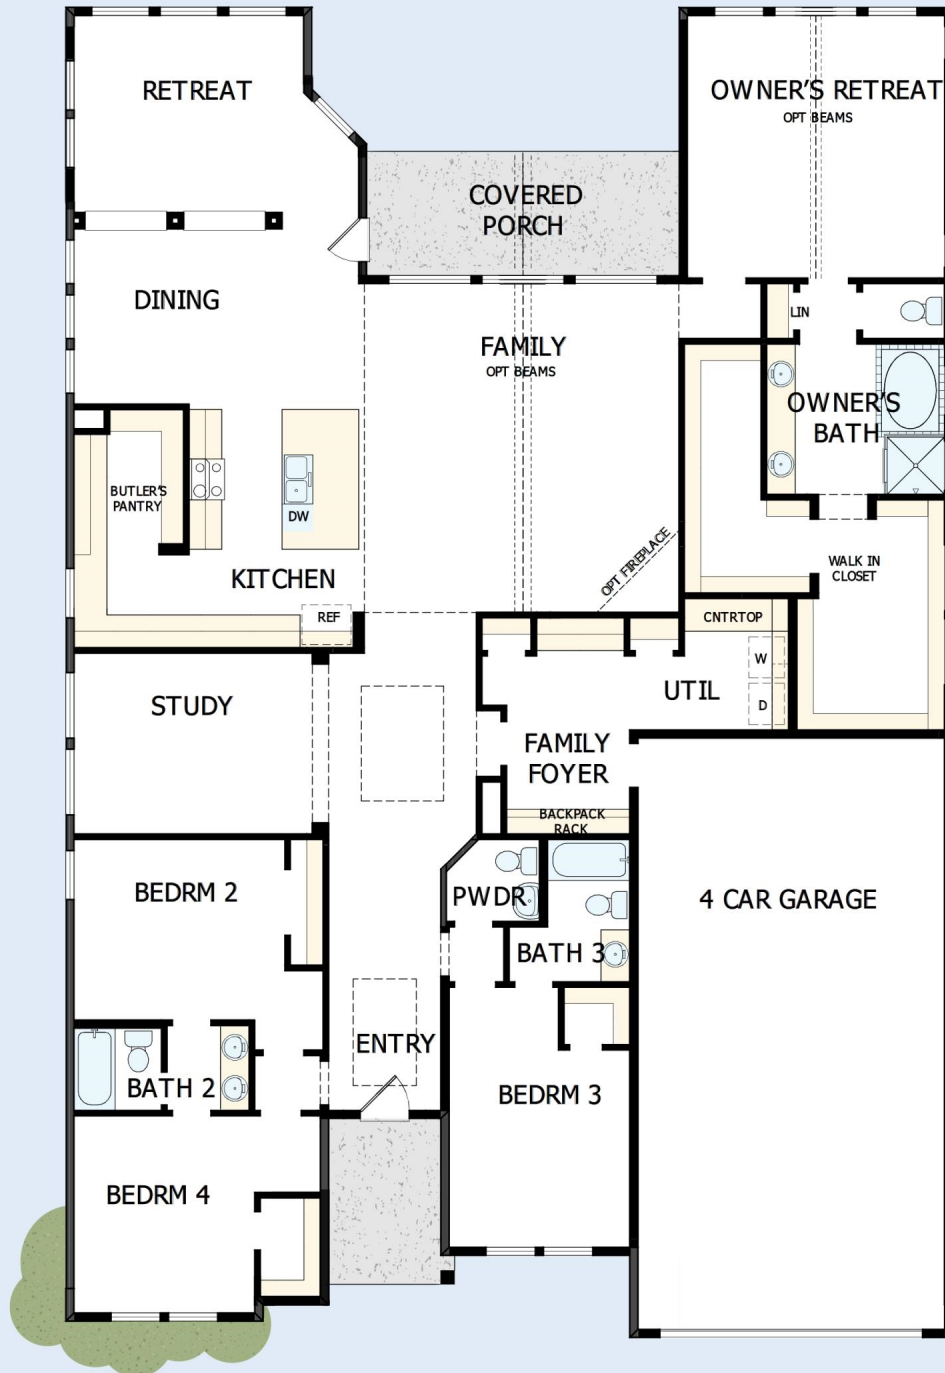 RETREAT
OWNER'S RETREAT
OPT BEAMS
COVERED
PORCH
DINING
LIN
FAMILY
OPT BEAMS
OWNER'S
BATH
BUTLER'S
PANTRY
DW
OPT FIREPLACE
KITCHEN
WALK IN
CLOSET
REF
CNTRTOP
W
STUDY
UTIL
D
FAMILY
FOYER
BACKPACK
RACK
BEDRM 2
PWDR
4 CAR GARAGE
BATH 3
ENTRY
BATH 2
BEDRM 3
BEDRM 4